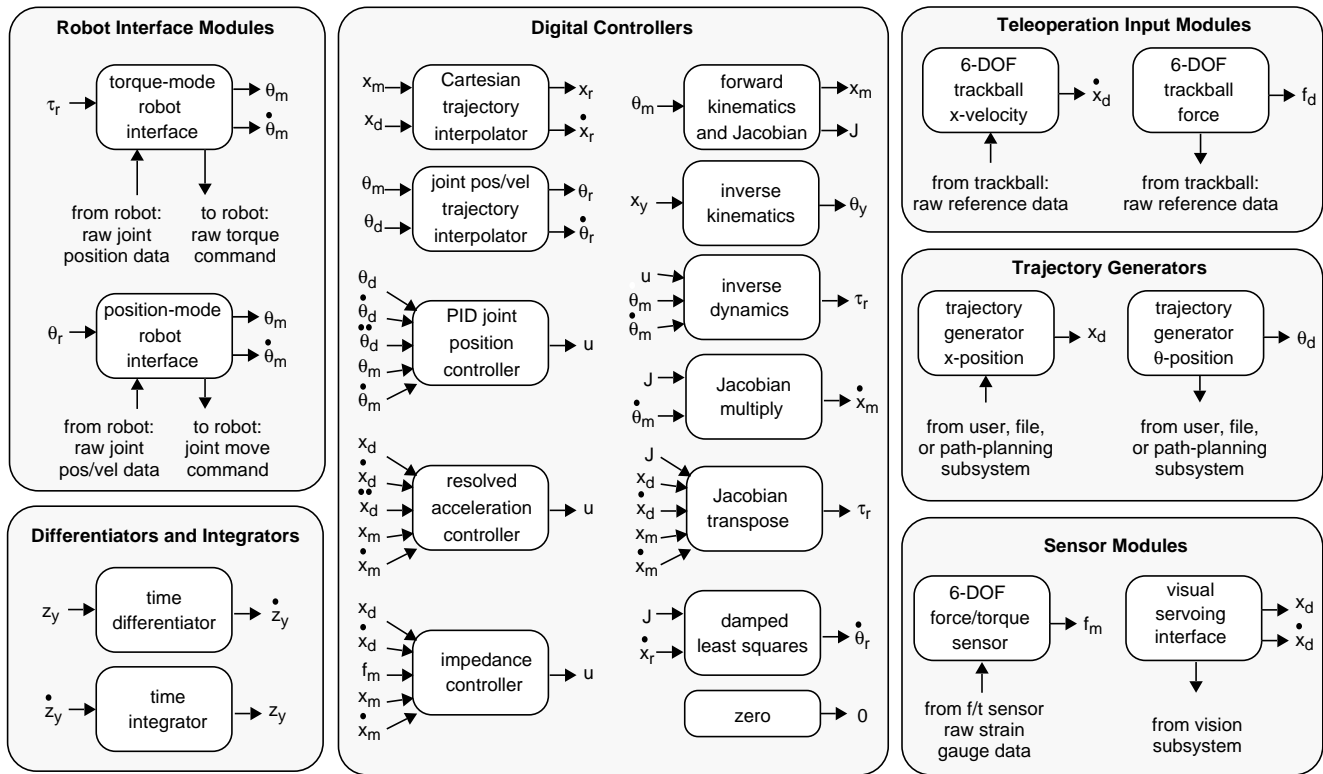 Robot Interface Modules
τr
torque-mode
robot
interface
θm
θ̇m
from robot:
raw joint
position data
to robot:
raw torque
command
θr
position-mode
robot
interface
θm
θ̇m
from robot:
raw joint
pos/vel data
to robot:
joint move
command
Differentiators and Integrators
zy
time
differentiator
ży
ży
time
integrator
zy
Digital Controllers
xm
xd
Cartesian
trajectory
interpolator
xr
ẋr
θm
θd
joint pos/vel
trajectory
interpolator
θr
θ̇r
θd
θ̇d
θ̈d
θm
θ̇m
PID joint
position
controller
u
xd
ẋd
ẍd
xm
ẋm
resolved
acceleration
controller
u
xd
ẋd
fm
xm
ẋm
impedance
controller
u
θm
forward
kinematics
and Jacobian
xm
J
xy
inverse
kinematics
θy
u
θm
θ̇m
inverse
dynamics
τr
J
θ̇m
Jacobian
multiply
ẋm
J
xd
ẋd
xm
ẋm
Jacobian
transpose
τr
J
ẋr
damped
least squares
θ̇r
zero
0
Teleoperation Input Modules
6-DOF
trackball
x-velocity
ẋd
from trackball:
raw reference data
6-DOF
trackball
force
fd
from trackball:
raw reference data
Trajectory Generators
trajectory
generator
x-position
xd
from user, file,
or path-planning
subsystem
trajectory
generator
θ-position
θd
from user, file,
or path-planning
subsystem
Sensor Modules
6-DOF
force/torque
sensor
fm
from f/t sensor
raw strain
gauge data
visual
servoing
interface
xd
ẋd
from vision
subsystem